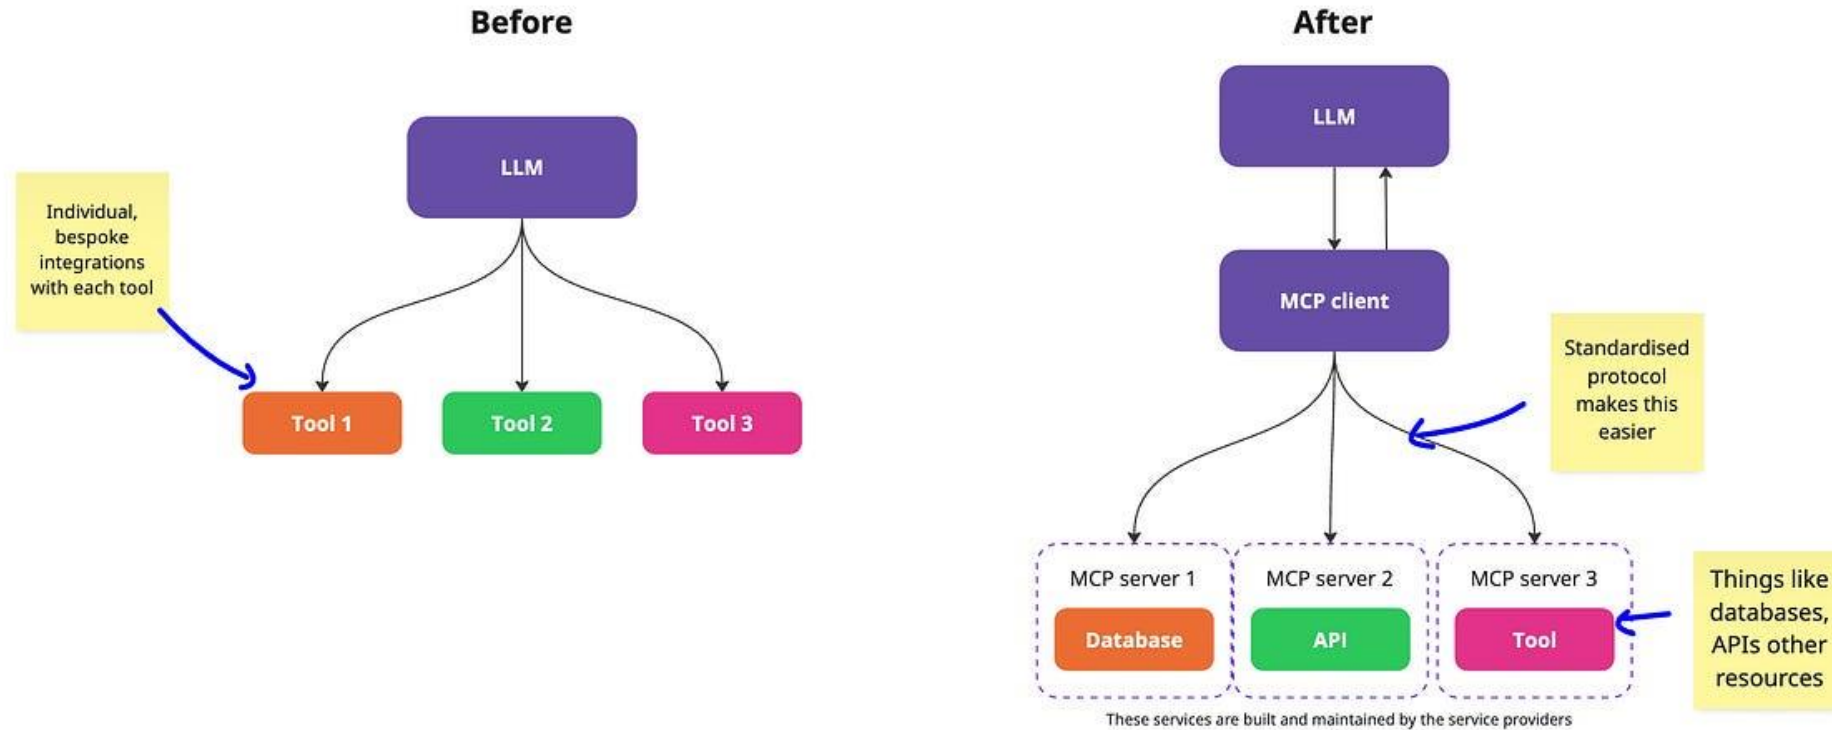 Before
LLM
Individual,
bespoke
integrations
with each tool
Tool 1
Tool 2
Tool 3
After
LLM
MCP client
Standardised
protocol
makes this
easier
MCP server 1
Database
MCP server 2
API
MCP server 3
Tool
Things like
databases,
APIs other
resources
These services are built and maintained by the service providers